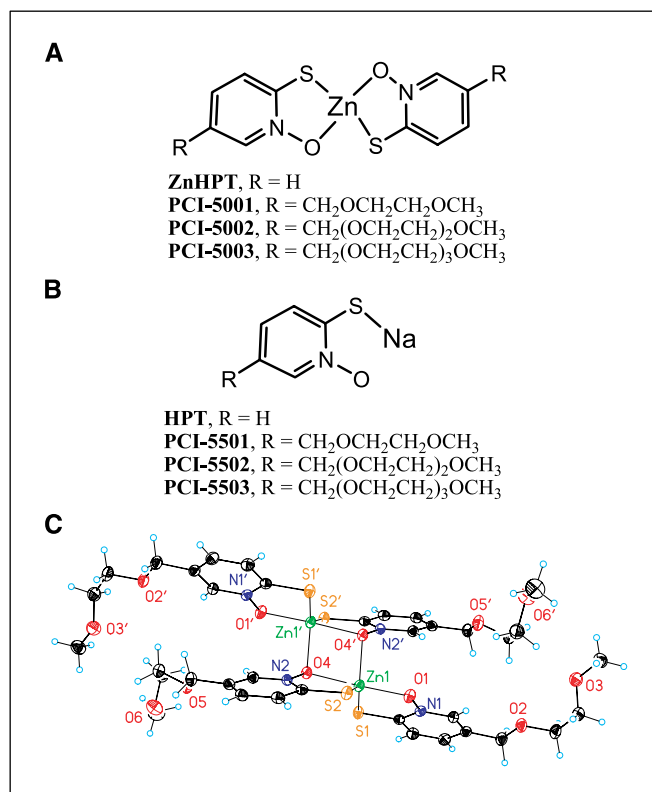 A
S O R
Zn
R N O S N
ZnHPT, R = H
PCI-5001, R = CH₂OCH₂CH₂OCH₃
PCI-5002, R = CH₂(OCH₂CH₂)₂OCH₃
PCI-5003, R = CH₂(OCH₂CH₂)₃OCH₃
B
S
Na
R N O
HPT, R = H
PCI-5501, R = CH₂OCH₂CH₂OCH₃
PCI-5502, R = CH₂(OCH₂CH₂)₂OCH₃
PCI-5503, R = CH₂(OCH₂CH₂)₃OCH₃
C
N1' S1'
O2' S2' O5' O6'
O1' Zn1' N2'
O3' O4'
N2 O4
Zn1 O1 O3
O5 S2 N1
O6 S1 O2